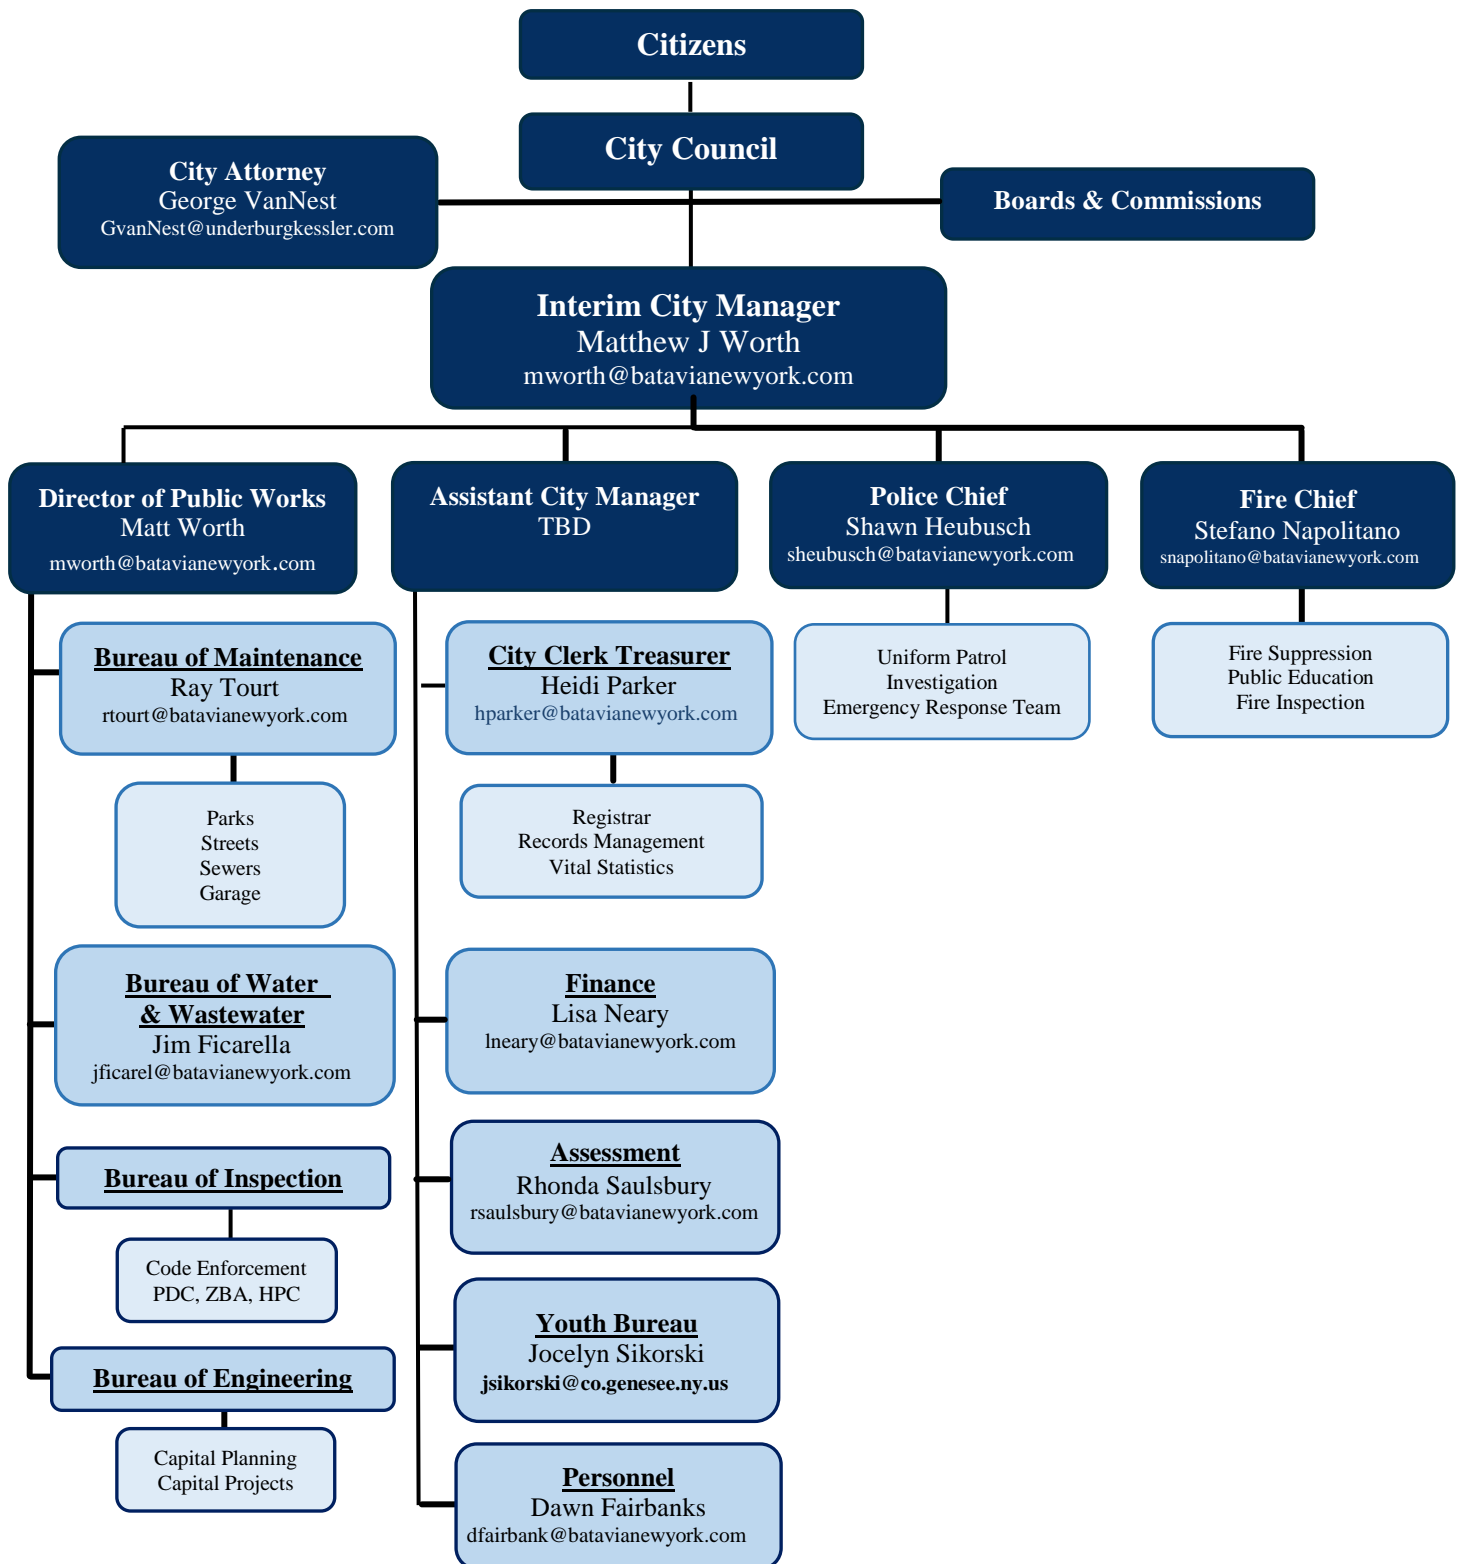 Citizens
City Council
City Attorney
George VanNest
GvanNest@underburgkessler.com
Boards & Commissions
Interim City Manager
Matthew J Worth
mworth@batavianewyork.com
Director of Public Works
Matt Worth
mworth@batavianewyork.com
Assistant City Manager
TBD
Police Chief
Shawn Heubusch
sheubusch@batavianewyork.com
Fire Chief
Stefano Napolitano
snapolitano@batavianewyork.com
Bureau of Maintenance
Ray Tourt
rtourt@batavianewyork.com
Parks
Streets
Sewers
Garage
Bureau of Water
& Wastewater
Jim Ficarella
jficarel@batavianewyork.com
Bureau of Inspection
Code Enforcement
PDC, ZBA, HPC
Bureau of Engineering
Capital Planning
Capital Projects
City Clerk Treasurer
Heidi Parker
hparker@batavianewyork.com
Registrar
Records Management
Vital Statistics
Finance
Lisa Neary
lneary@batavianewyork.com
Assessment
Rhonda Saulsbury
rsaulsbury@batavianewyork.com
Youth Bureau
Jocelyn Sikorski
jsikorski@co.genesee.ny.us
Personnel
Dawn Fairbanks
dfairbank@batavianewyork.com
Uniform Patrol
Investigation
Emergency Response Team
Fire Suppression
Public Education
Fire Inspection